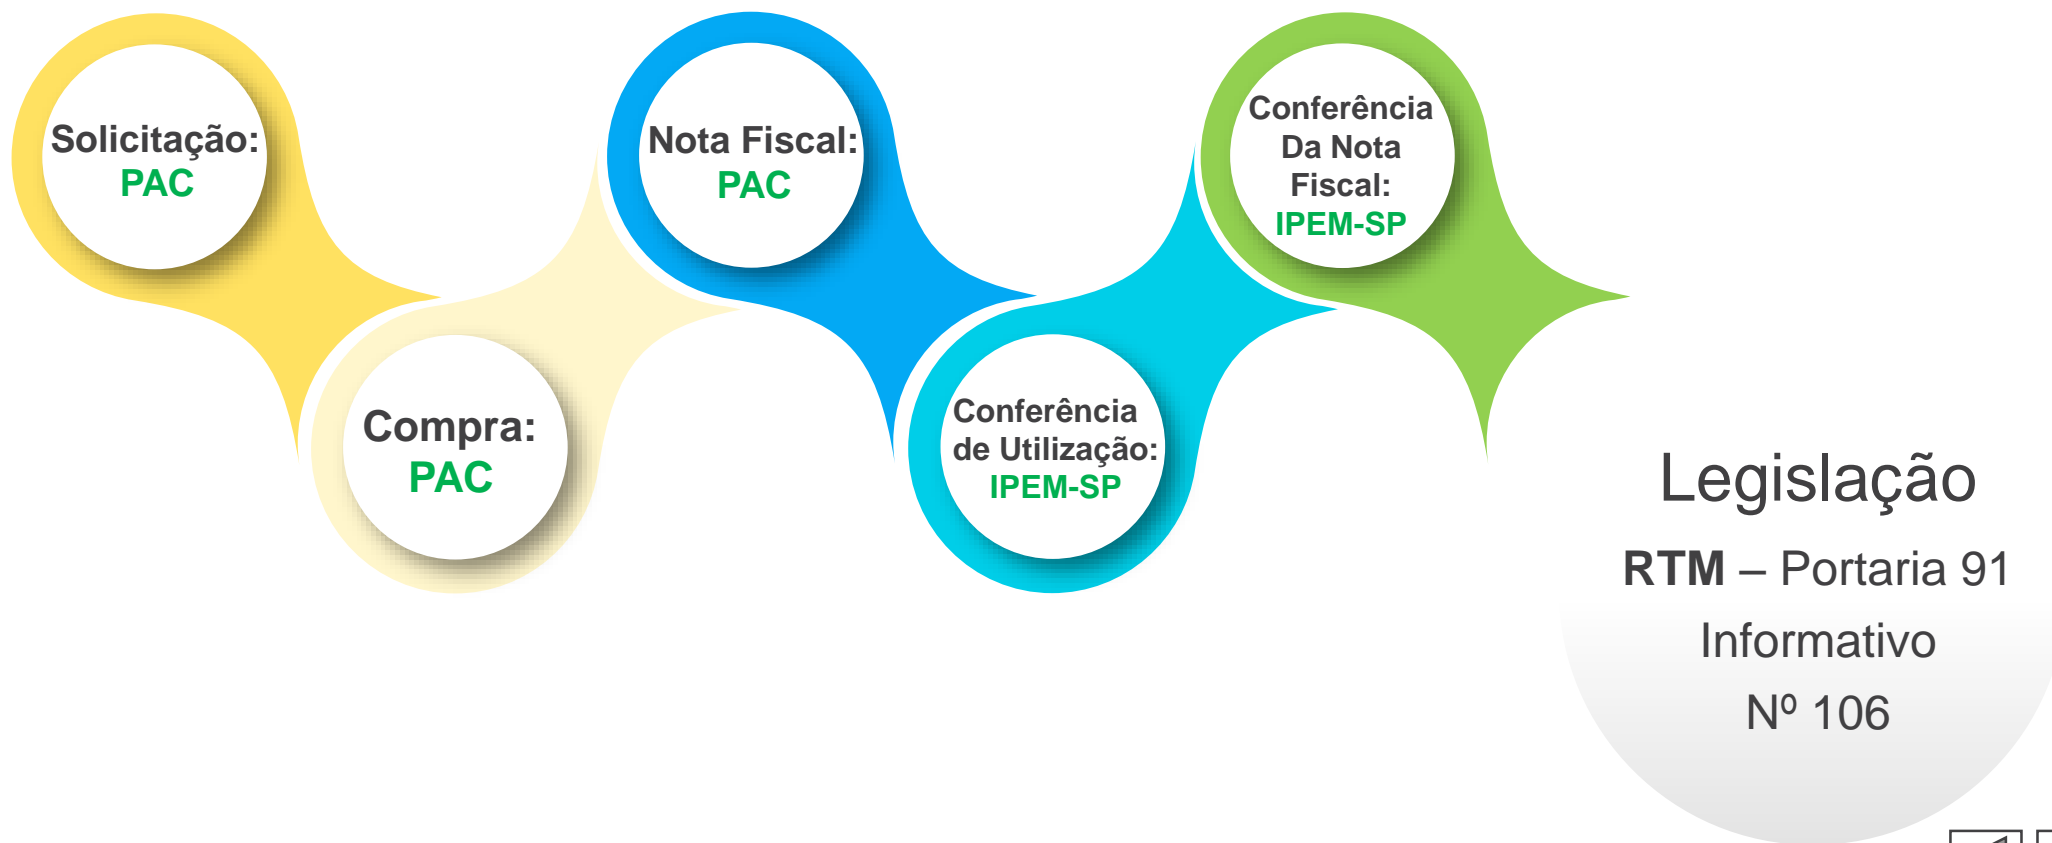 Solicitação:
PAC
Compra:
PAC
Nota Fiscal:
PAC
Conferência
de Utilização:
IPEM-SP
Conferência
Da Nota
Fiscal:
IPEM-SP
Legislação
RTM – Portaria 91
Informativo
Nº 106